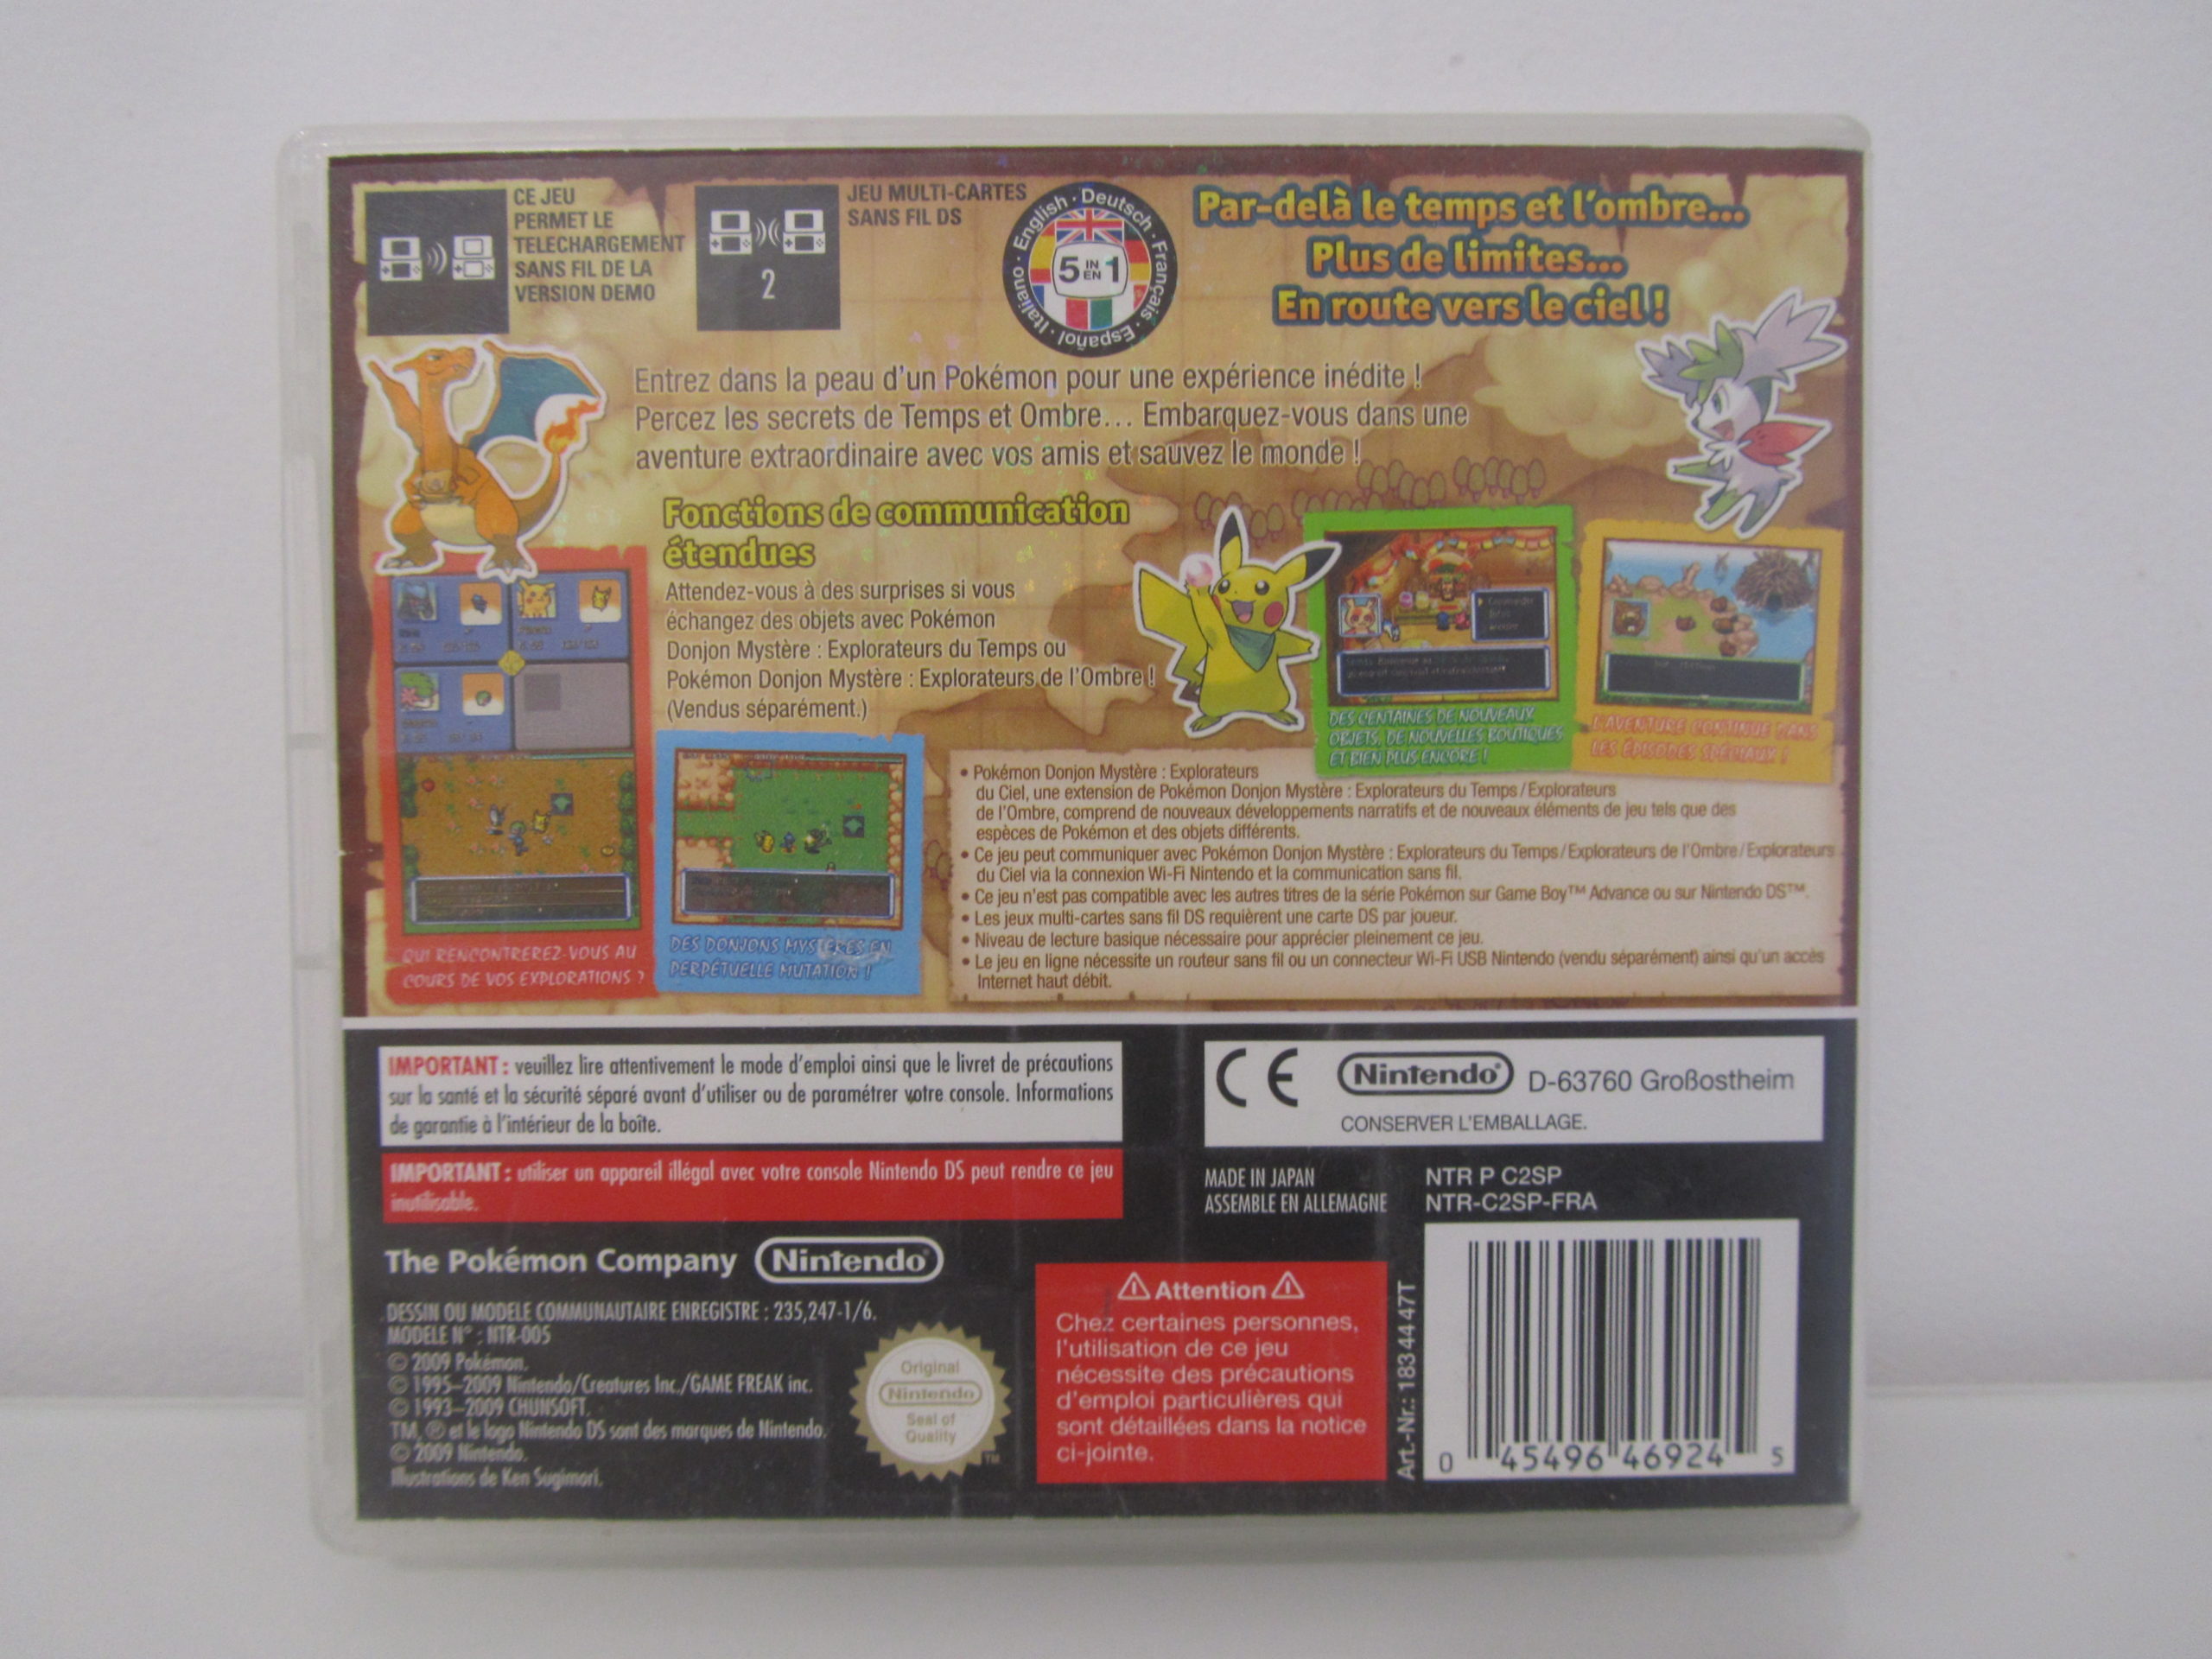 CE JEU
PERMET LE
TELECHARGEMENT
SANS FIL DE LA
VERSION DEMO
JEU MULTI-CARTES
SANS FIL DS
2
English · Deutsch · Français · Español · Italiano ·
5 IN EN 1
Par-delà le temps et l'ombre...
Plus de limites...
En route vers le ciel !
Entrez dans la peau d'un Pokémon pour une expérience inédite !
Percez les secrets de Temps et Ombre... Embarquez-vous dans une
aventure extraordinaire avec vos amis et sauvez le monde !
Fonctions de communication
étendues
Attendez-vous à des surprises si vous
échangez des objets avec Pokémon
Donjon Mystère : Explorateurs du Temps ou
Pokémon Donjon Mystère : Explorateurs de l'Ombre !
(Vendus séparément.)
DES CENTAINES DE NOUVEAUX
OBJETS, DE NOUVELLES BOUTIQUES
ET BIEN PLUS ENCORE !
L'AVENTURE CONTINUE DANS
LES ÉPISODES SPÉCIAUX !
QUI RENCONTREREZ-VOUS AU
COURS DE VOS EXPLORATIONS ?
DES DONJONS MYSTÈRES EN
PERPÉTUELLE MUTATION !
• Pokémon Donjon Mystère : Explorateurs
du Ciel, une extension de Pokémon Donjon Mystère : Explorateurs du Temps / Explorateurs
de l'Ombre, comprend de nouveaux développements narratifs et de nouveaux éléments de jeu tels que des
espèces de Pokémon et des objets différents.
• Ce jeu peut communiquer avec Pokémon Donjon Mystère : Explorateurs du Temps / Explorateurs de l'Ombre / Explorateurs
du Ciel via la connexion Wi-Fi Nintendo et la communication sans fil.
• Ce jeu n'est pas compatible avec les autres titres de la série Pokémon sur Game Boy™ Advance ou sur Nintendo DS™.
• Les jeux multi-cartes sans fil DS requièrent une carte DS par joueur.
• Niveau de lecture basique nécessaire pour apprécier pleinement ce jeu.
• Le jeu en ligne nécessite un routeur sans fil ou un connecteur Wi-Fi USB Nintendo (vendu séparément) ainsi qu'un accès
Internet haut débit.
IMPORTANT : veuillez lire attentivement le mode d'emploi ainsi que le livret de précautions
sur la santé et la sécurité séparé avant d'utiliser ou de paramétrer votre console. Informations
de garantie à l'intérieur de la boîte.
IMPORTANT : utiliser un appareil illégal avec votre console Nintendo DS peut rendre ce jeu
inutilisable.
CE Nintendo® D-63760 Großostheim
CONSERVER L'EMBALLAGE.
MADE IN JAPAN
ASSEMBLE EN ALLEMAGNE
NTR P C2SP
NTR-C2SP-FRA
The Pokémon Company Nintendo®
DESSIN OU MODELE COMMUNAUTAIRE ENREGISTRE : 235,247-1/6.
MODELE N° : NTR-005
© 2009 Pokémon.
© 1995–2009 Nintendo/Creatures Inc./GAME FREAK inc.
© 1993–2009 CHUNSOFT.
TM, ® et le logo Nintendo DS sont des marques de Nintendo.
© 2009 Nintendo.
Illustrations de Ken Sugimori.
Original
Nintendo
Seal of
Quality
TM
⚠ Attention ⚠
Chez certaines personnes,
l'utilisation de ce jeu
nécessite des précautions
d'emploi particulières qui
sont détaillées dans la notice
ci-jointe.
Art.-Nr.: 183 44 47T
0 45496 46924 5